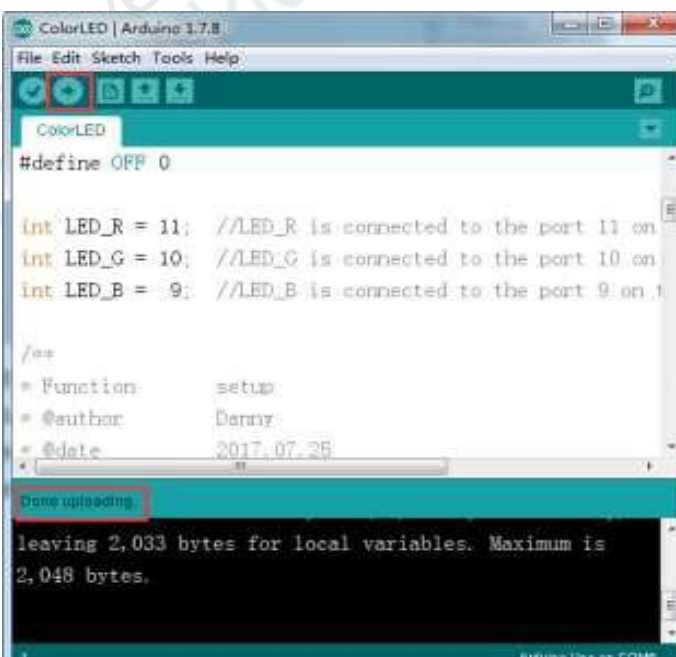 ColorLED | Arduino 1.7.8
File Edit Sketch Tools Help
ColorLED
#define OFF 0
int LED_R = 11; //LED_R is connected to the port 11 on
int LED_G = 10; //LED_G is connected to the port 10 on
int LED_B = 9; //LED_B is connected to the port 9 on
/**
* Function setup
* @author Danny
* @date 2017.07.25
Done uploading.
leaving 2,033 bytes for local variables. Maximum is
2,048 bytes.
Arduino Uno on